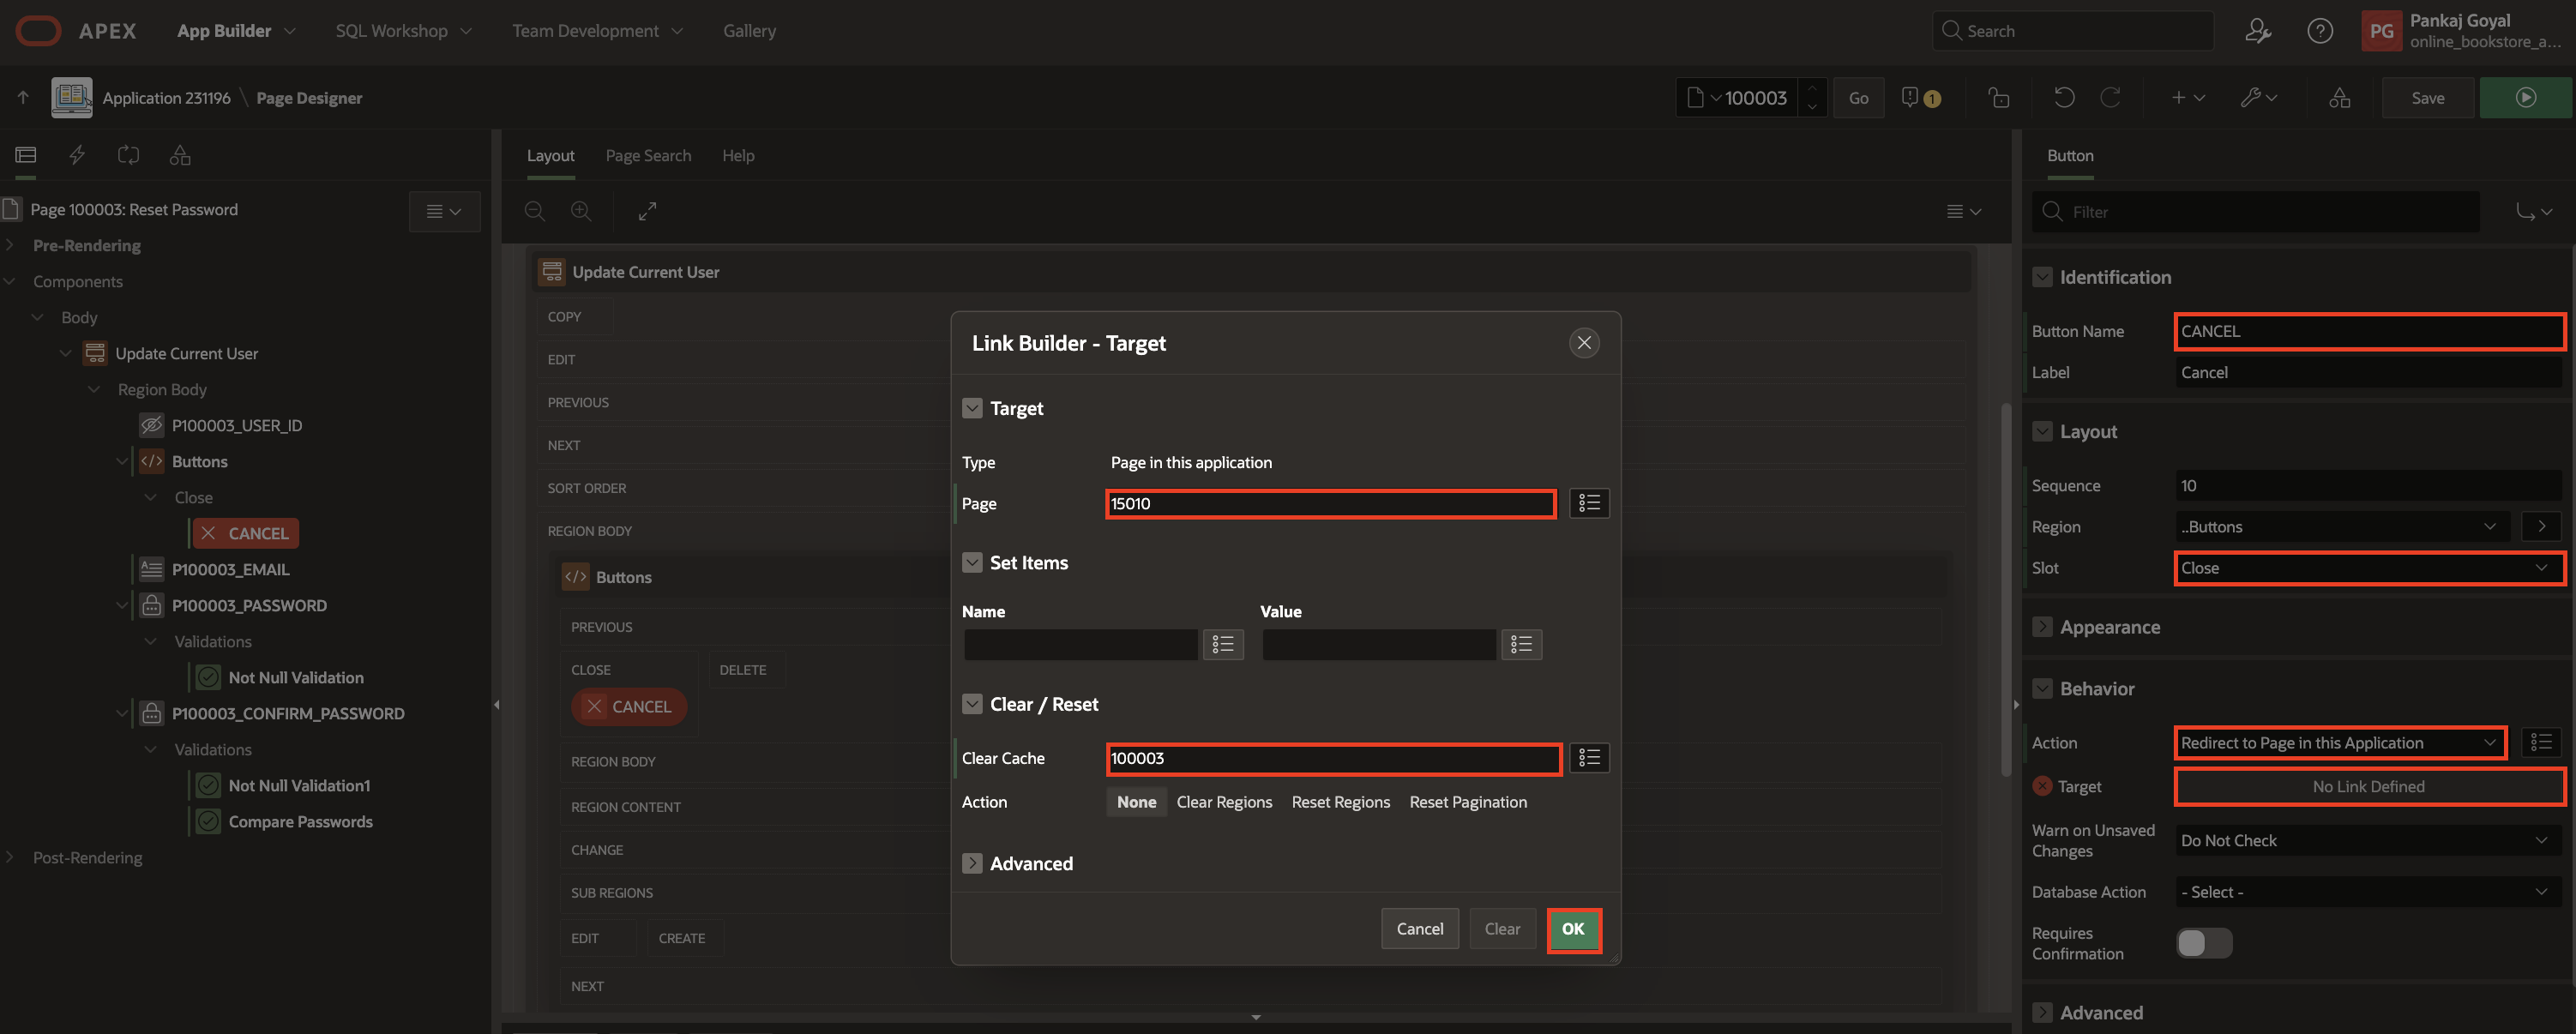 APEX
App Builder
SQL Workshop
Team Development
Gallery
Search
PG
Pankaj Goyal
online_bookstore_a...
Application 231196 \ Page Designer
100003
Go
1
Save
Page 100003: Reset Password
Pre-Rendering
Components
Body
Update Current User
Region Body
P100003_USER_ID
Buttons
Close
CANCEL
P100003_EMAIL
P100003_PASSWORD
Validations
Not Null Validation
P100003_CONFIRM_PASSWORD
Validations
Not Null Validation1
Compare Passwords
Post-Rendering
Layout
Page Search
Help
Update Current User
COPY
EDIT
PREVIOUS
NEXT
SORT ORDER
REGION BODY
Buttons
PREVIOUS
CLOSE
DELETE
CANCEL
REGION BODY
REGION CONTENT
CHANGE
SUB REGIONS
EDIT
CREATE
NEXT
Link Builder - Target
Target
Type Page in this application
Page 15010
Set Items
Name Value
Clear / Reset
Clear Cache 100003
Action None Clear Regions Reset Regions Reset Pagination
Advanced
Cancel Clear OK
Button
Filter
Identification
Button Name CANCEL
Label Cancel
Layout
Sequence 10
Region ..Buttons
Slot Close
Appearance
Behavior
Action Redirect to Page in this Application
Target No Link Defined
Warn on Unsaved
Changes
Do Not Check
Database Action - Select -
Requires
Confirmation
Advanced